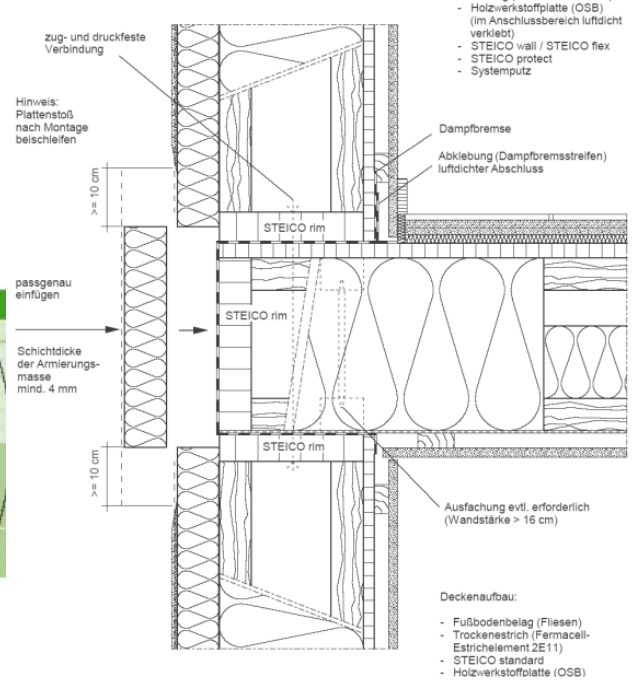 - Holzwerkstoffplatte (OSB)
(im Anschlussbereich luftdicht
verklebt)
- STEICO wall / STEICO flex
- STEICO protect
- Systemputz
zug- und druckfeste
Verbindung
Hinweis:
Plattenstoß
nach Montage
beischleifen
>= 10 cm
Dampfbremse
Abklebung (Dampfbremsstreifen)
luftdichter Abschluss
STEICO rim
passgenau
einfügen
STEICO rim
Schichtdicke
der Armierungs-
masse
mind. 4 mm
STEICO rim
>= 10 cm
Ausfachung evtl. erforderlich
(Wandstärke > 16 cm)
Deckenaufbau:
- Fußbodenbelag (Fliesen)
- Trockenestrich (Fermacell-
Estrichelement 2E11)
- STEICO standard
- Holzwerkstoffplatte (OSB)